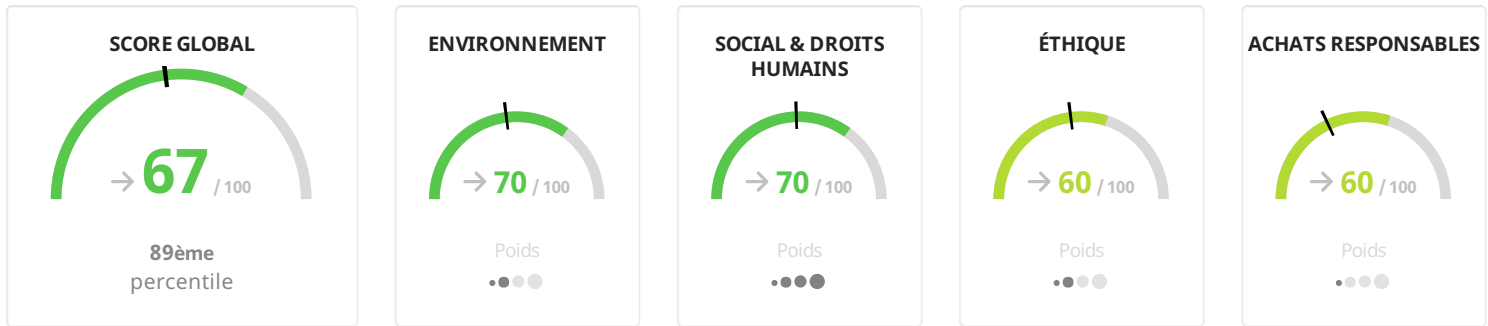 SCORE GLOBAL
→ 67 / 100
89ème
percentile
ENVIRONNEMENT
→ 70 / 100
Poids
SOCIAL & DROITS
HUMAINS
→ 70 / 100
Poids
ÉTHIQUE
→ 60 / 100
Poids
ACHATS RESPONSABLES
→ 60 / 100
Poids